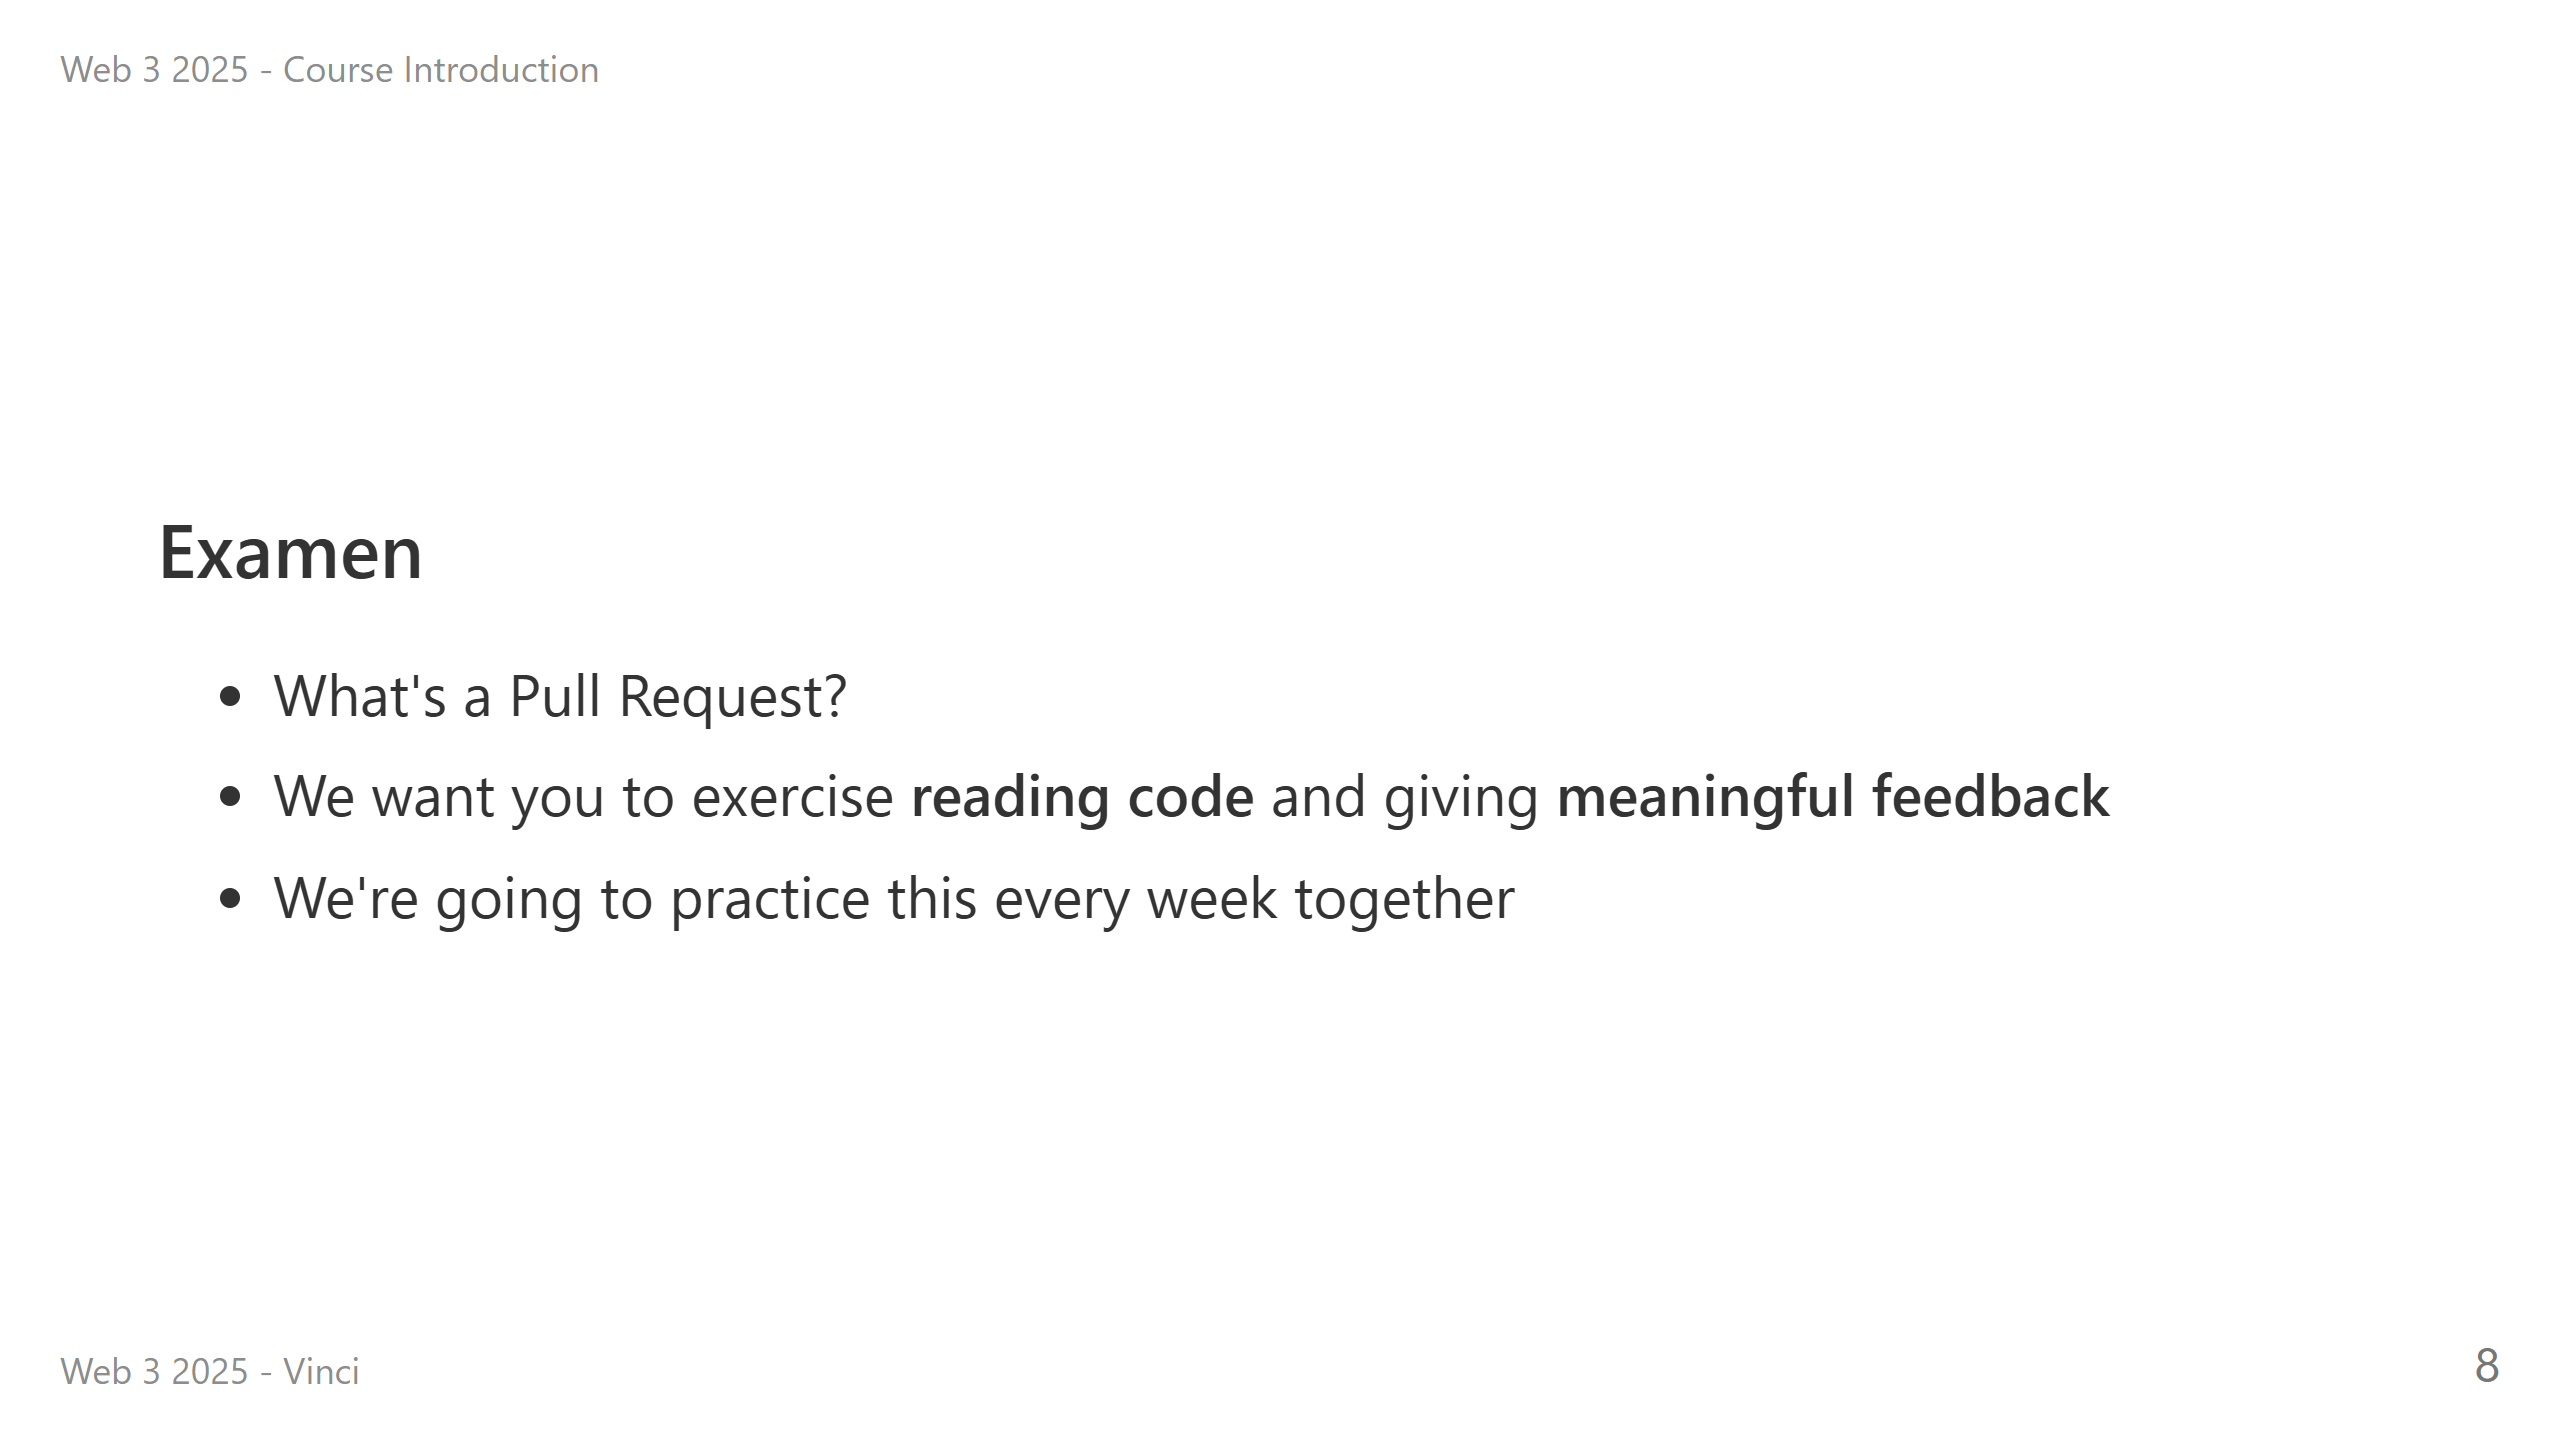 Web 3 2025 - Course Introduction
Examen
• What's a Pull Request?
• We want you to exercise reading code and giving meaningful feedback
• We're going to practice this every week together
Web 3 2025 - Vinci
8